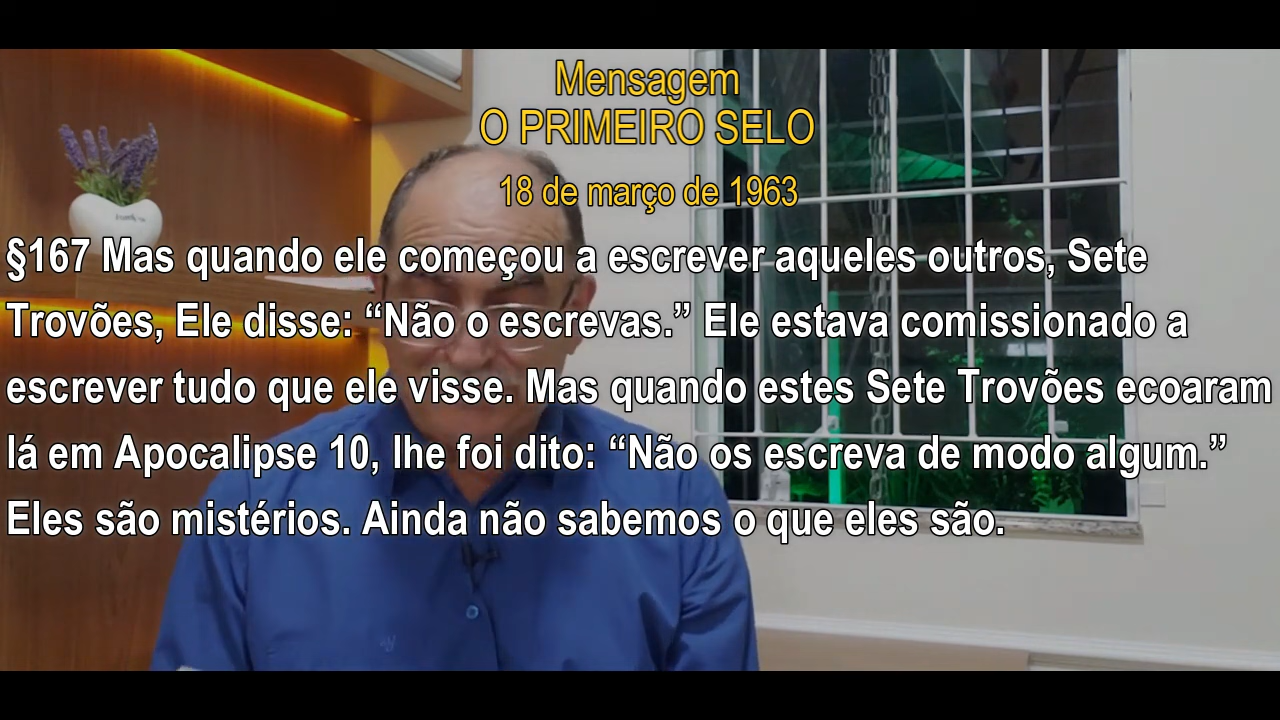 Mensagem
O PRIMEIRO SELO
18 de março de 1963
§167 Mas quando ele começou a escrever aqueles outros, Sete
Trovões, Ele disse: “Não o escrevas.” Ele estava comissionado a
escrever tudo que ele visse. Mas quando estes Sete Trovões ecoaram
lá em Apocalipse 10, lhe foi dito: “Não os escreva de modo algum.”
Eles são mistérios. Ainda não sabemos o que eles são.